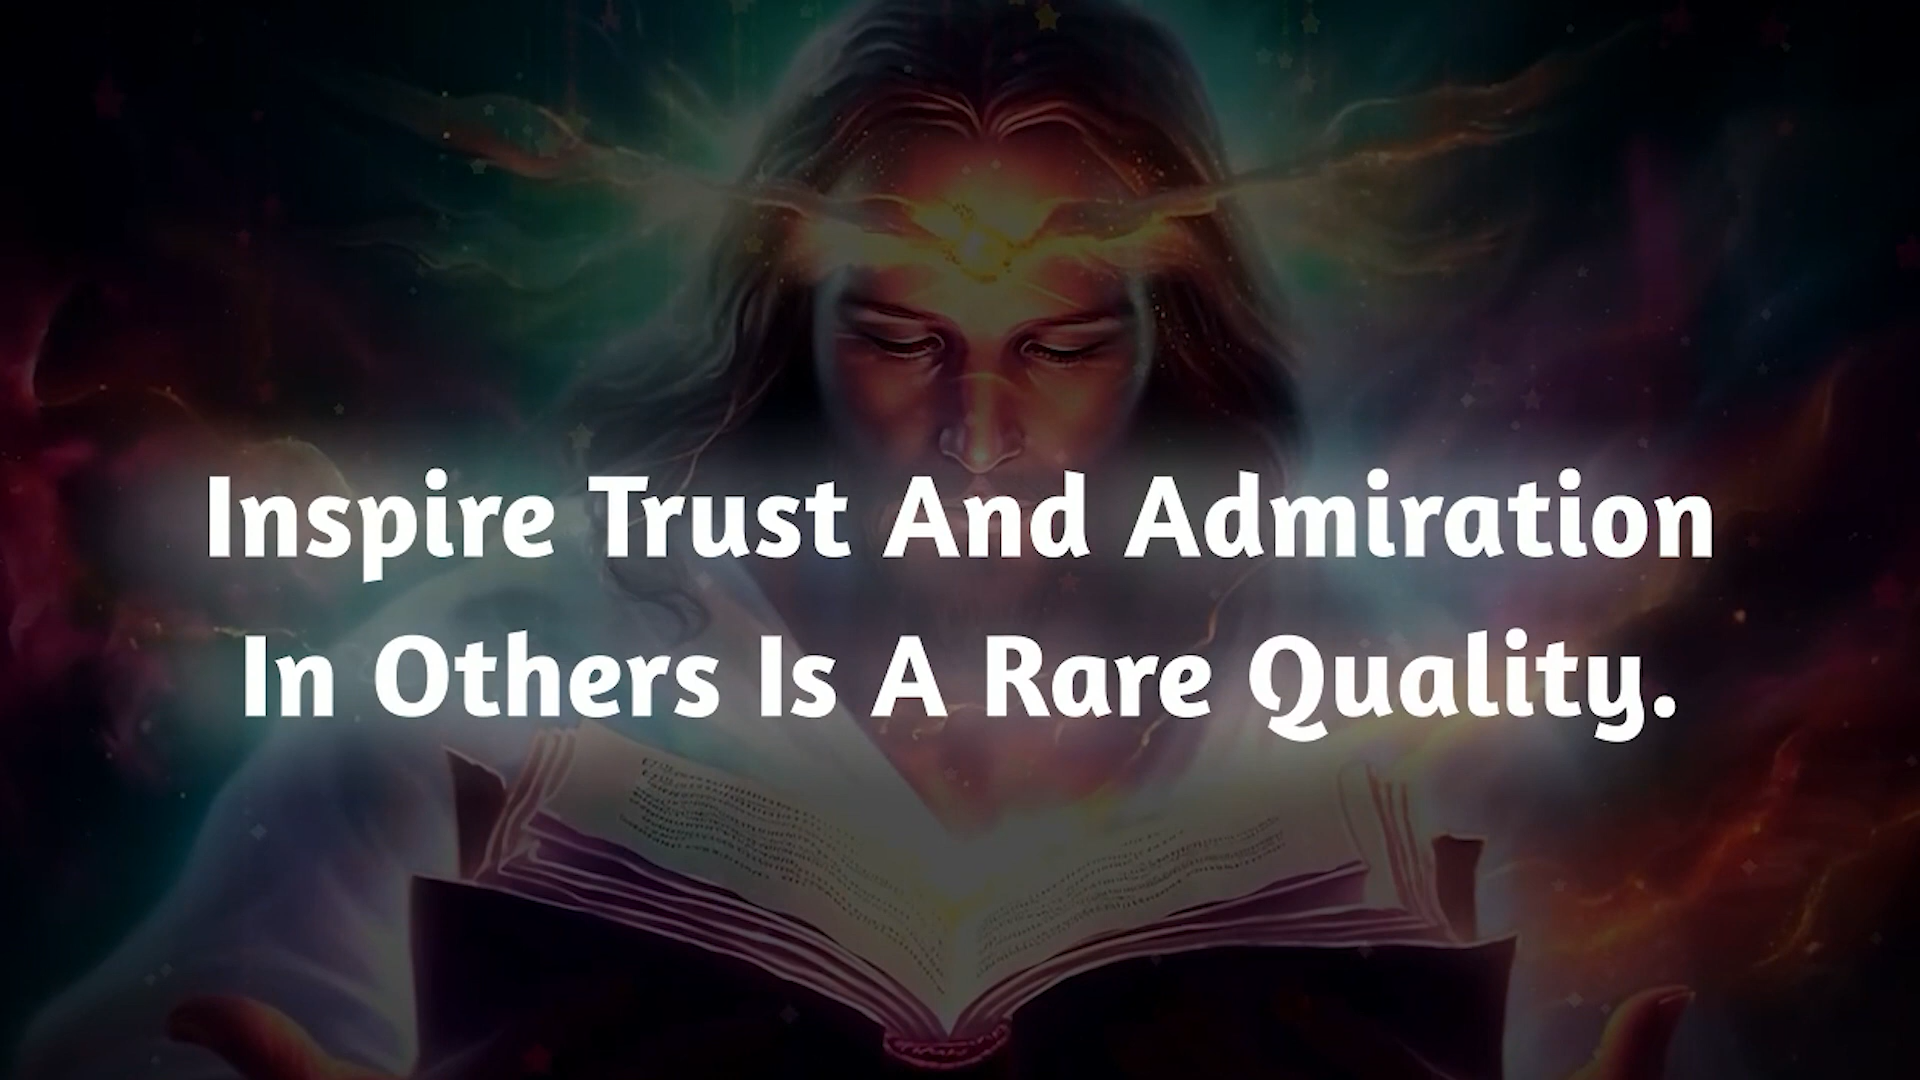 Inspire Trust And Admiration
In Others Is A Rare Quality.